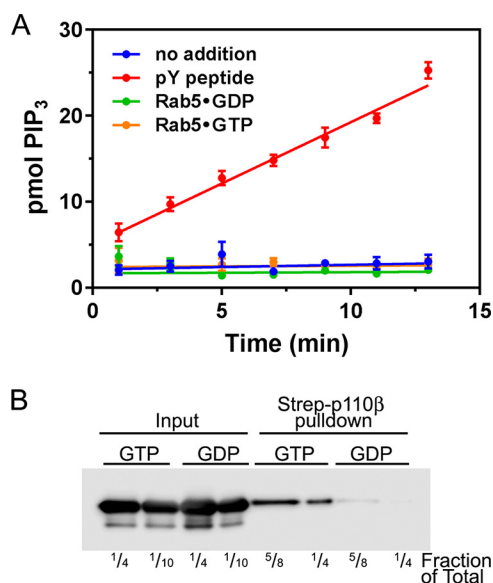 A
30
20
10
0
pmol PIP₃
no addition
pY peptide
Rab5•GDP
Rab5•GTP
0 5 10 15
Time (min)
B
Input Strep-p110β
pulldown
GTP GDP GTP GDP
1/4 1/10 1/4 1/10 5/8 1/4 5/8 1/4 Fraction
of Total